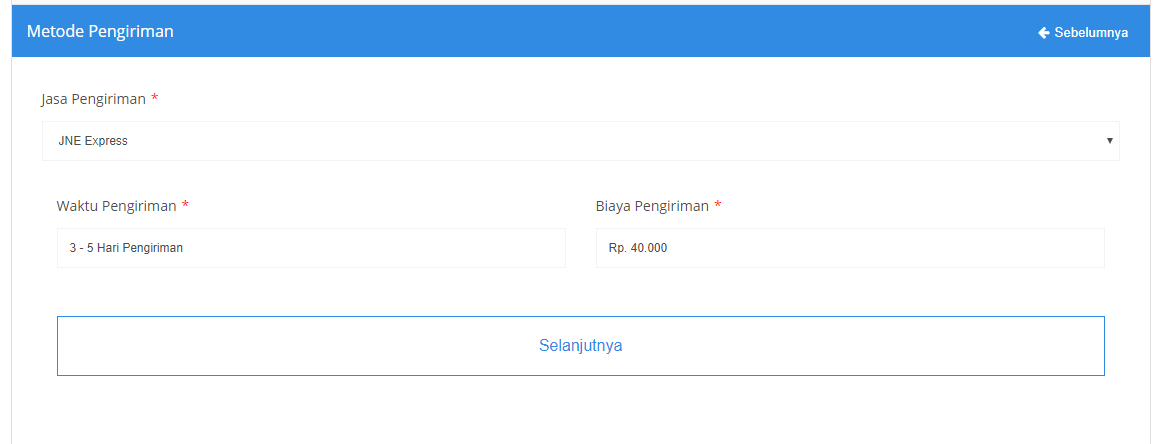 Metode Pengiriman
Sebelumnya
Jasa Pengiriman *
JNE Express
Waktu Pengiriman *
Biaya Pengiriman *
3 - 5 Hari Pengiriman
Rp. 40.000
Selanjutnya